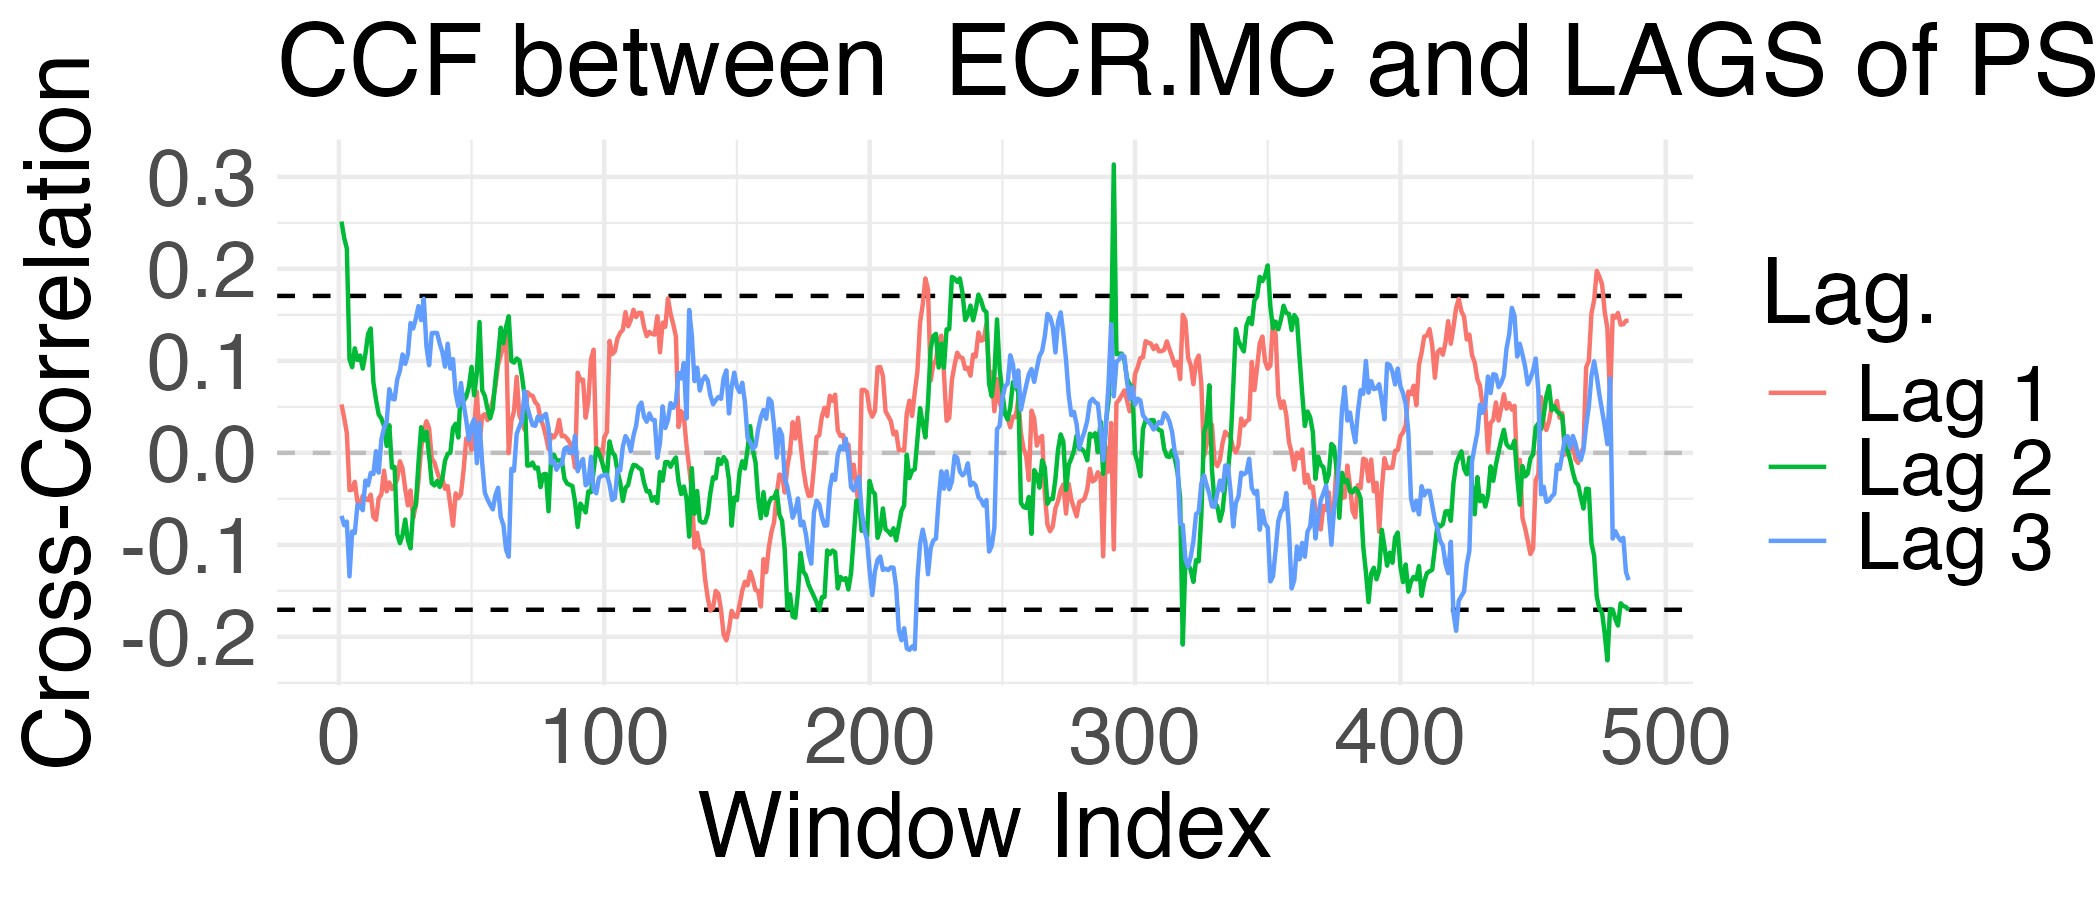 CCF between ECR.MC and LAGS of PS
Cross-Correlation
0.3
0.2
0.1
0.0
-0.1
-0.2
0 100 200 300 400 500
Window Index
Lag.
Lag 1
Lag 2
Lag 3